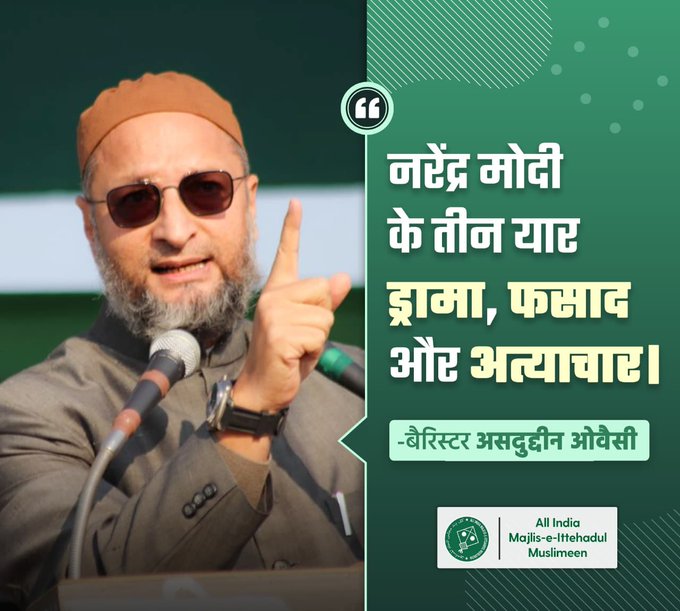 नरेंद्र मोदी
के तीन यार
ड्रामा, फसाद
और अत्याचार।
-बैरिस्टर असदुद्दीन ओवैसी
All India
Majlis-e-Ittehadul
Muslimeen